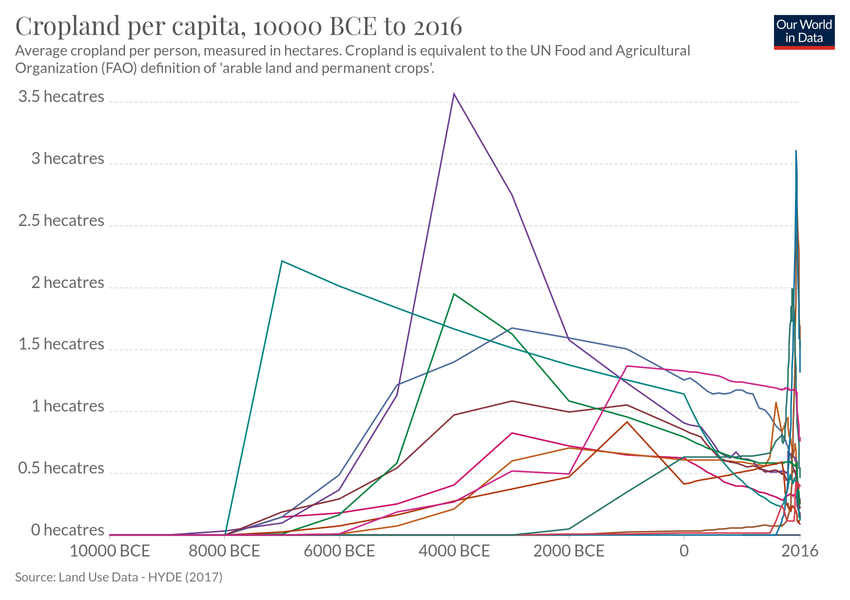 Cropland per capita, 10000 BCE to 2016
Our World
in Data
Average cropland per person, measured in hectares. Cropland is equivalent to the UN Food and Agricultural
Organization (FAO) definition of 'arable land and permanent crops'.
3.5 hecatres
3 hecatres
2.5 hecatres
2 hecatres
1.5 hecatres
1 hecatres
0.5 hecatres
0 hecatres
10000 BCE 8000 BCE 6000 BCE 4000 BCE 2000 BCE 0 2016
Source: Land Use Data - HYDE (2017)